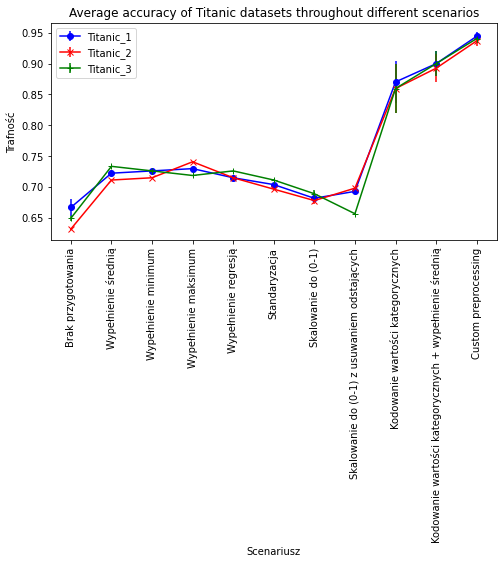 Average accuracy of Titanic datasets throughout different scenarios
Titanic_1
Titanic_2
Titanic_3
Trafność
0.95
0.90
0.85
0.80
0.75
0.70
0.65
Brak przygotowania
Wypełnienie średnią
Wypełnienie minimum
Wypełnienie maksimum
Wypełnienie regresją
Standaryzacja
Skalowanie do (0-1)
Skalowanie do (0-1) z usuwaniem odstających
Kodowanie wartości kategorycznych
Kodowanie wartości kategorycznych + wypełnienie średnią
Custom preprocessing
Scenariusz